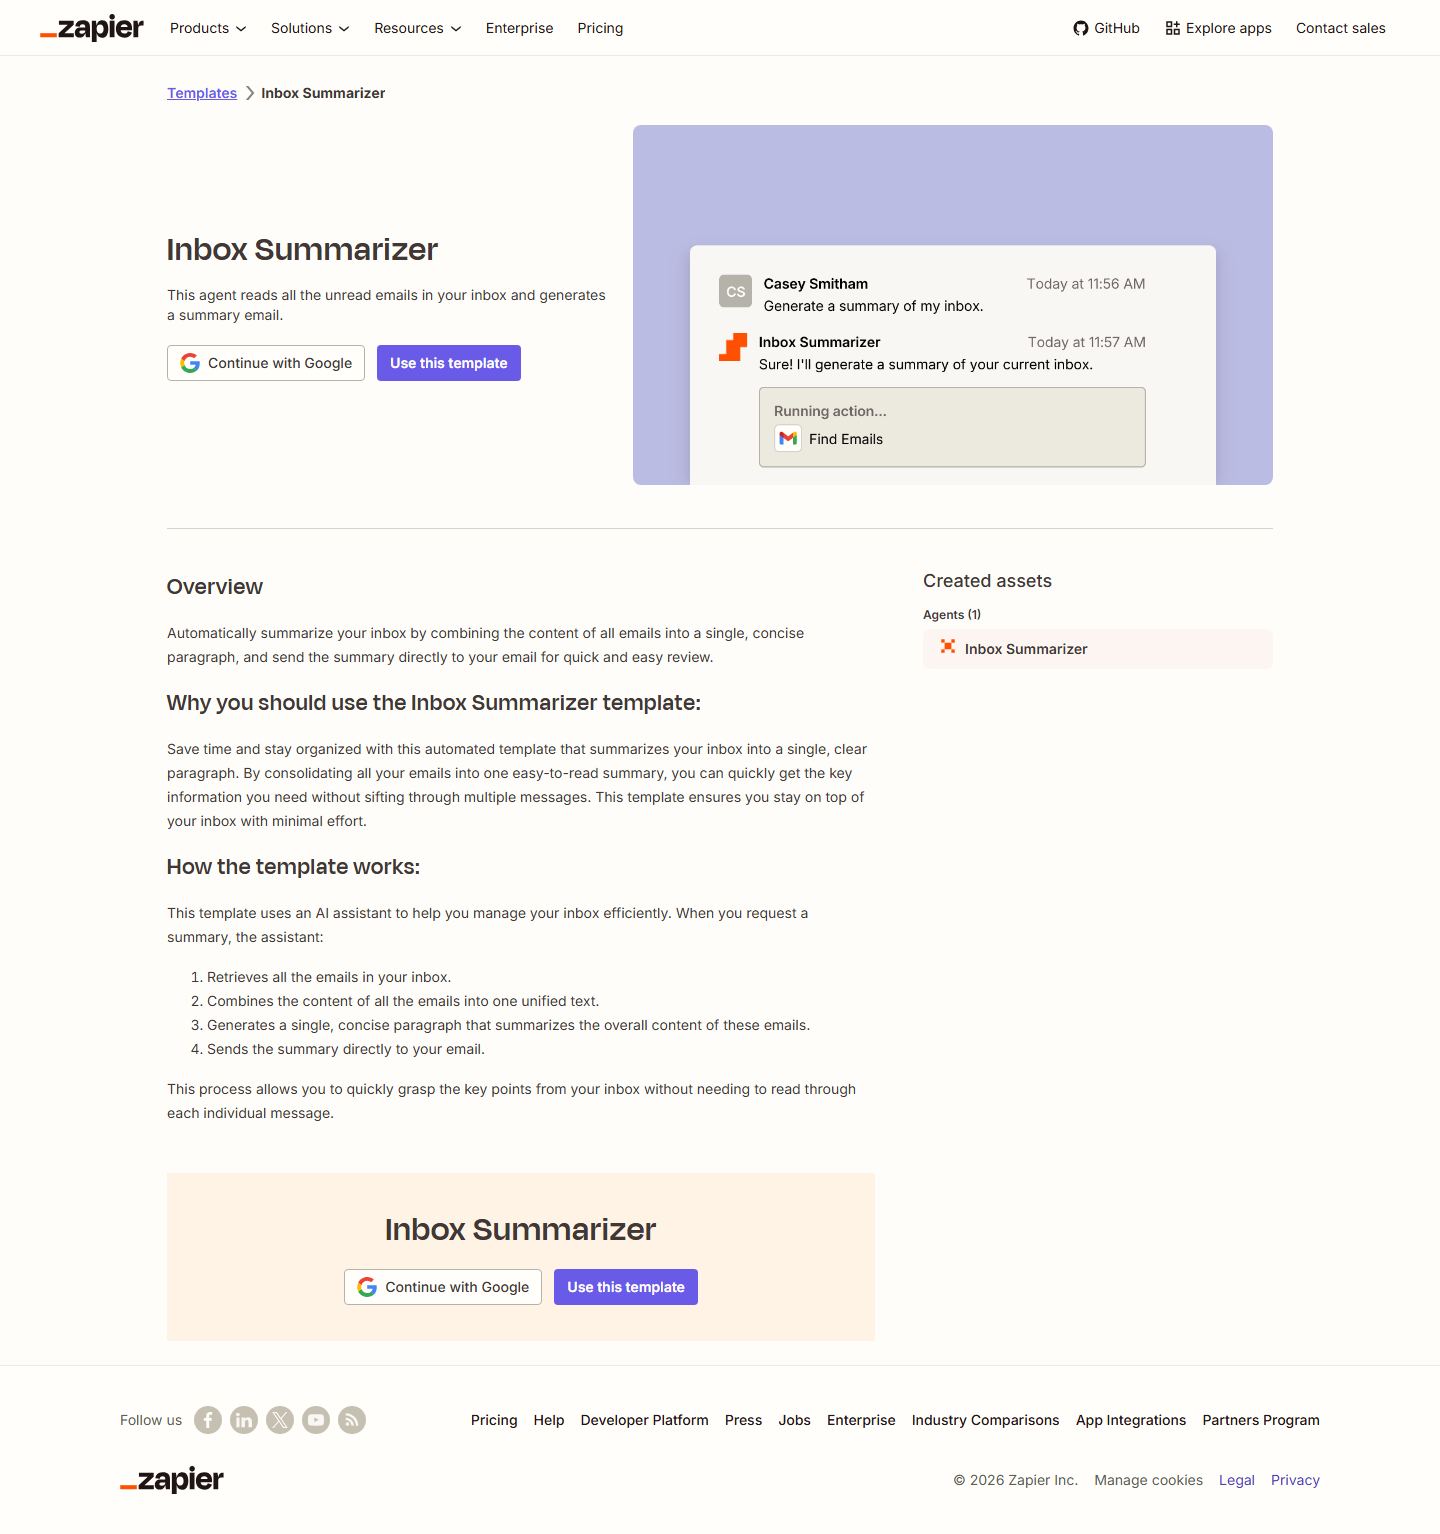 zapier
Products
Solutions
Resources
Enterprise
Pricing
GitHub
Explore apps
Contact sales
Templates
Inbox Summarizer
Inbox Summarizer
This agent reads all the unread emails in your inbox and generates
a summary email.
Continue with Google
Use this template
CS
Casey Smitham
Today at 11:56 AM
Generate a summary of my inbox.
Inbox Summarizer
Today at 11:57 AM
Sure! I'll generate a summary of your current inbox.
Running action...
Find Emails
Overview
Automatically summarize your inbox by combining the content of all emails into a single, concise
paragraph, and send the summary directly to your email for quick and easy review.
Why you should use the Inbox Summarizer template:
Save time and stay organized with this automated template that summarizes your inbox into a single, clear
paragraph. By consolidating all your emails into one easy-to-read summary, you can quickly get the key
information you need without sifting through multiple messages. This template ensures you stay on top of
your inbox with minimal effort.
How the template works:
This template uses an AI assistant to help you manage your inbox efficiently. When you request a
summary, the assistant:
1. Retrieves all the emails in your inbox.
2. Combines the content of all the emails into one unified text.
3. Generates a single, concise paragraph that summarizes the overall content of these emails.
4. Sends the summary directly to your email.
This process allows you to quickly grasp the key points from your inbox without needing to read through
each individual message.
Created assets
Agents (1)
Inbox Summarizer
Inbox Summarizer
Continue with Google
Use this template
Follow us
Pricing
Help
Developer Platform
Press
Jobs
Enterprise
Industry Comparisons
App Integrations
Partners Program
zapier
© 2026 Zapier Inc.
Manage cookies
Legal
Privacy